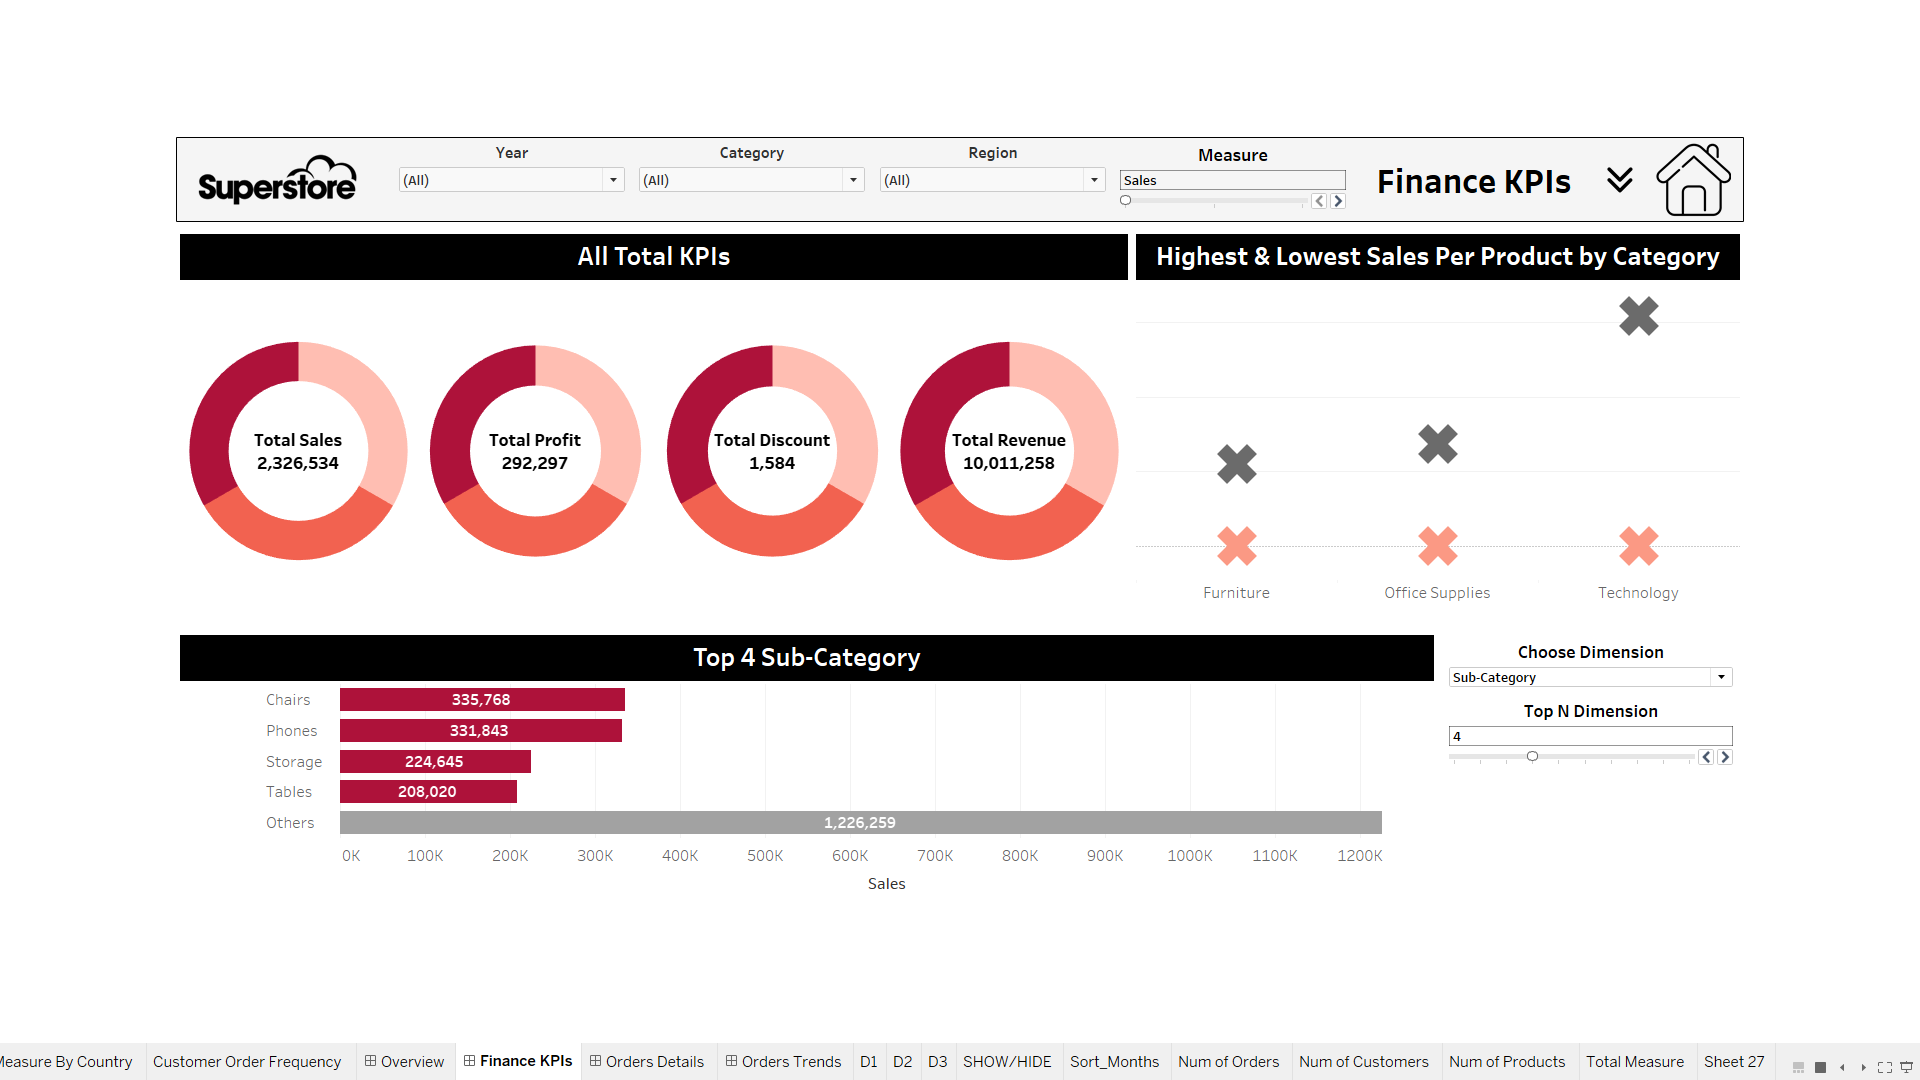 Superstore
Year
(All)
Category
(All)
Region
(All)
Measure
Sales
Finance KPIs
All Total KPIs
Highest & Lowest Sales Per Product by Category
Total Sales
2,326,534
Total Profit
292,297
Total Discount
1,584
Total Revenue
10,011,258
Furniture
Office Supplies
Technology
Top 4 Sub-Category
Chairs 335,768
Phones 331,843
Storage 224,645
Tables 208,020
Others 1,226,259
0K 100K 200K 300K 400K 500K 600K 700K 800K 900K 1000K 1100K 1200K
Sales
Choose Dimension
Sub-Category
Top N Dimension
4
Measure By Country Customer Order Frequency Overview Finance KPIs Orders Details Orders Trends D1 D2 D3 SHOW/HIDE Sort_Months Num of Orders Num of Customers Num of Products Total Measure Sheet 27